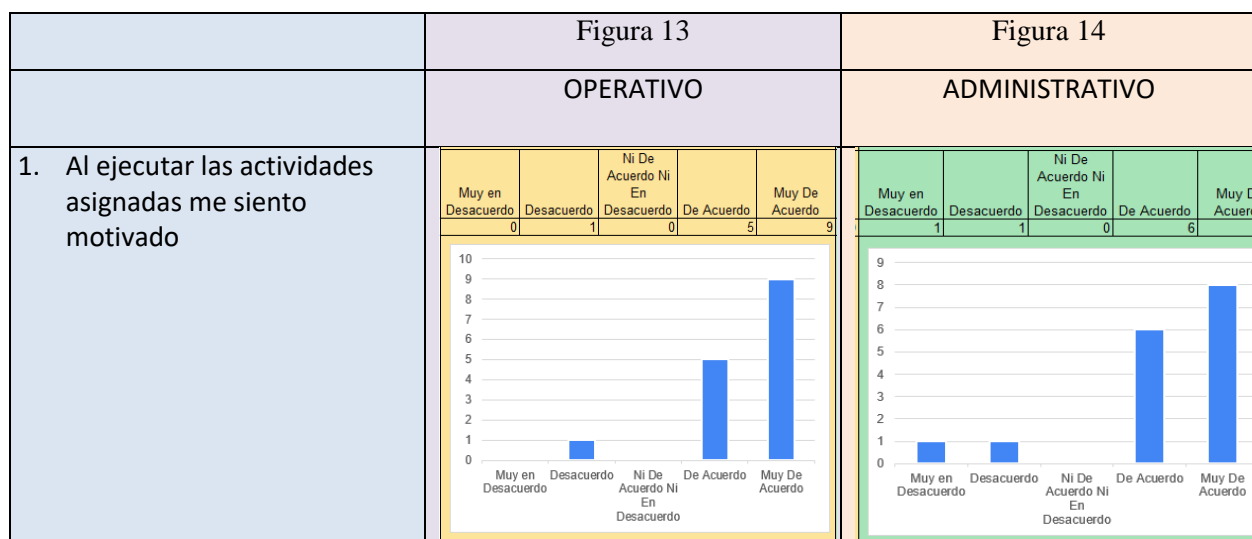 Figura 13
Figura 14
OPERATIVO
ADMINISTRATIVO
1. Al ejecutar las actividades
asignadas me siento
motivado
Muy en
Desacuerdo
Desacuerdo
Ni De
Acuerdo Ni
En
Desacuerdo
De Acuerdo
Muy De
Acuerdo
0 1 0 5 9
10
9
8
7
6
5
4
3
2
1
0
Muy en
Desacuerdo
Desacuerdo
Ni De
Acuerdo Ni
En
Desacuerdo
De Acuerdo
Muy De
Acuerdo
Muy en
Desacuerdo
Desacuerdo
Ni De
Acuerdo Ni
En
Desacuerdo
De Acuerdo
Muy
1 1 0 6
9
8
7
6
5
4
3
2
1
0
Muy en
Desacuerdo
Desacuerdo
Ni De
Acuerdo Ni
En
Desacuerdo
De Acuerdo
Muy De
Acuerdo